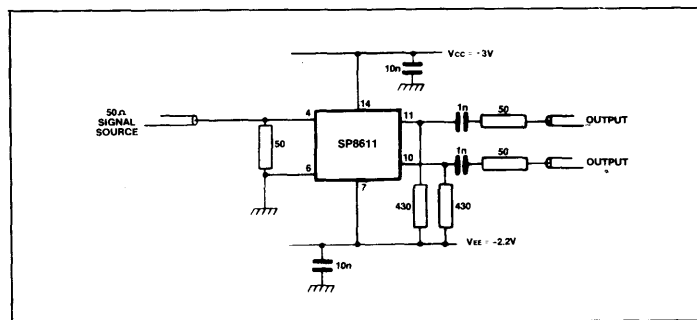 VCC = -3V
10n
50Ω
SIGNAL
SOURCE
4
14
11
1n
50
OUTPUT
50
SP8611
10
1n
50
OUTPUT
6
7
430
430
VEE = -2.2V
10n